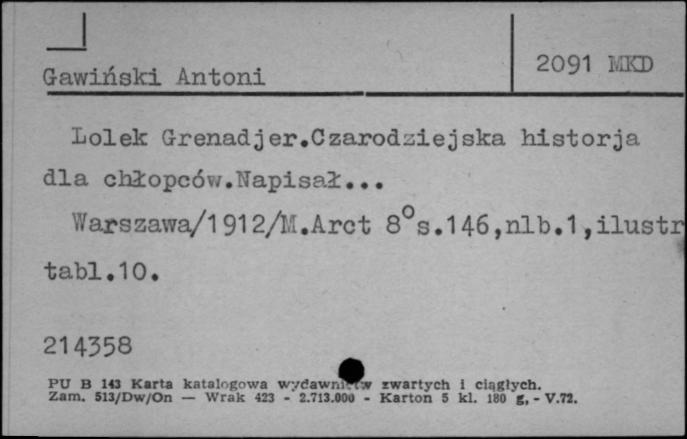 2091 MKD
Gawiński Antoni
Lolek Grenadjer.Czarodziejska historja
dla chłopców.Napisał...
Warszawa/1912/M.Arct 8°s.146,nlb.1,ilustr
tabl.10.
214358
PU B 143 Karta katalogowa wydawnictw zwartych i ciągłych.
Zam. 513/Dw/On — Wrak 423 - 2.713.000 - Karton 5 kl. 180 g, - V.72.